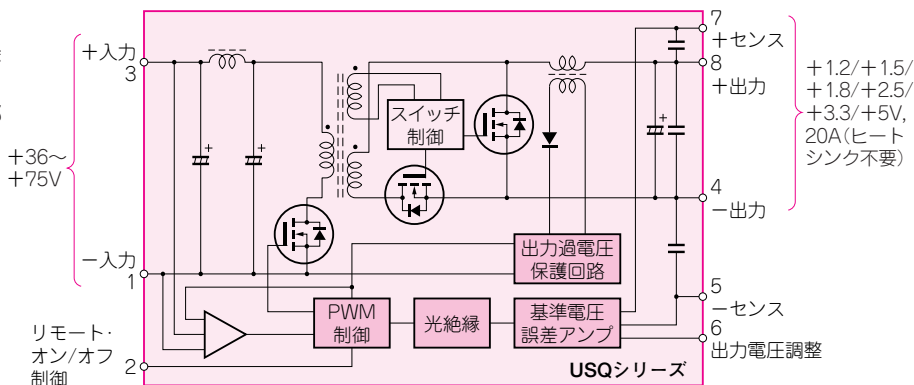 +入力
3
+36〜
+75V
−入力
1
リモート・
オン/オフ
制御
2
スイッチ
制御
出力過電圧
保護回路
PWM
制御
光絶縁
基準電圧
誤差アンプ
USQシリーズ
7
+センス
8
+出力
+1.2/+1.5/
+1.8/+2.5/
+3.3/+5V,
20A(ヒート
シンク不要)
4
−出力
5
−センス
6
出力電圧調整